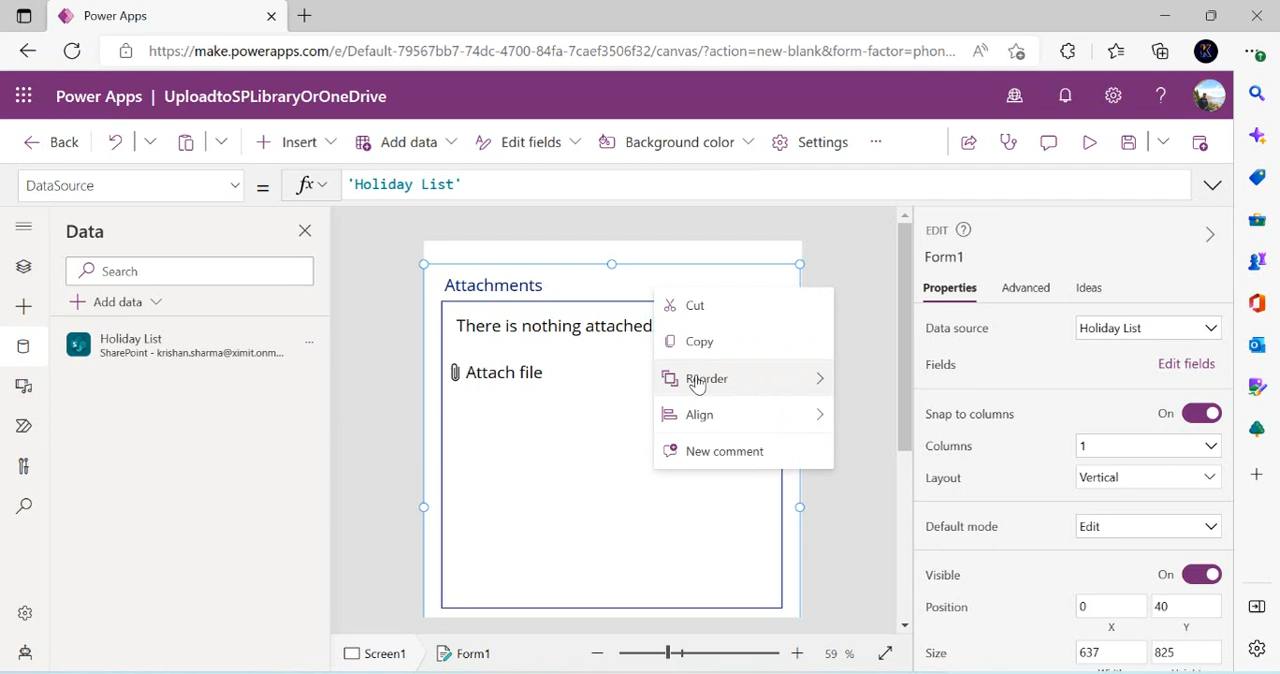 Power Apps
https://make.powerapps.com/e/Default-79567bb7-74dc-4700-84fa-7caef3506f32/canvas/?action=new-blank&form-factor=phon...
Power Apps | UploadtoSPLibraryOrOneDrive
Back Insert Add data Edit fields Background color Settings ...
DataSource = fx 'Holiday List'
Data
Search
Add data
Holiday List
SharePoint - krishan.sharma@ximit.onm...
Attachments
There is nothing attached
Attach file
Cut
Copy
Reorder
Align
New comment
EDIT
Form1
Properties Advanced Ideas
Data source Holiday List
Fields Edit fields
Snap to columns On
Columns 1
Layout Vertical
Default mode Edit
Visible On
Position 0 40
X Y
Size 637 825
Screen1 Form1 59 %